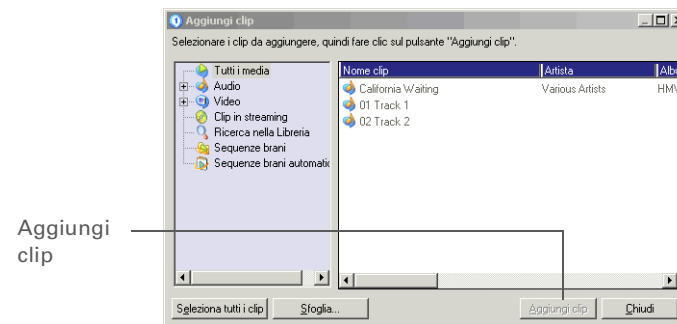 Aggiungi clip
Selezionare i clip da aggiungere, quindi fare clic sul pulsante "Aggiungi clip".
Tutti i media
Audio
Video
Clip in streaming
Ricerca nella Libreria
Sequenze brani
Sequenze brani automatic
Nome clip Artista Albu
California Waiting Various Artists HMV
01 Track 1
02 Track 2
Aggiungi
clip
Seleziona tutti i clip Sfoglia... Aggiungi clip Chiudi